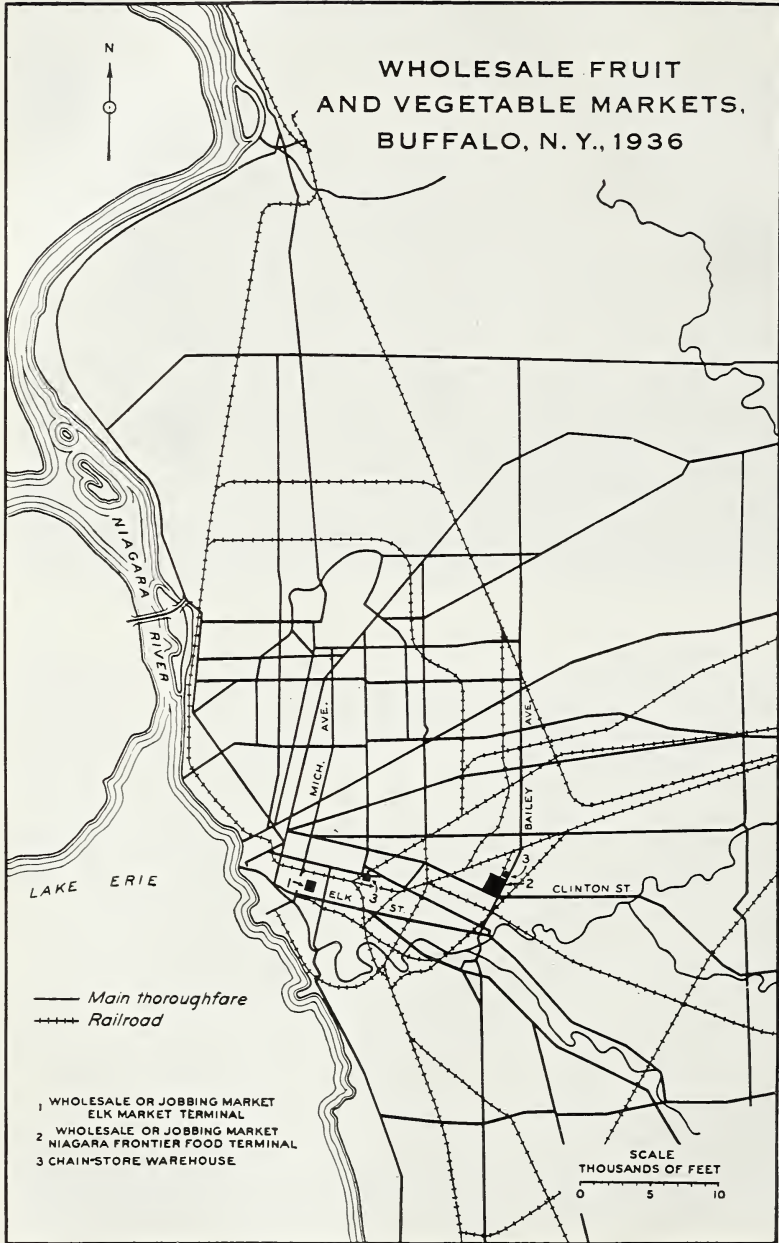 N
WHOLESALE FRUIT
AND VEGETABLE MARKETS,
BUFFALO, N. Y., 1936
NIAGARA
RIVER
MICH. AVE.
BAILEY AVE.
3
2
CLINTON ST
1
3
ELK ST.
LAKE ERIE
Main thoroughfare
Railroad
1 WHOLESALE OR JOBBING MARKET
ELK MARKET TERMINAL
2 WHOLESALE OR JOBBING MARKET
NIAGARA FRONTIER FOOD TERMINAL
3 CHAIN-STORE WAREHOUSE
SCALE
THOUSANDS OF FEET
0 5 10